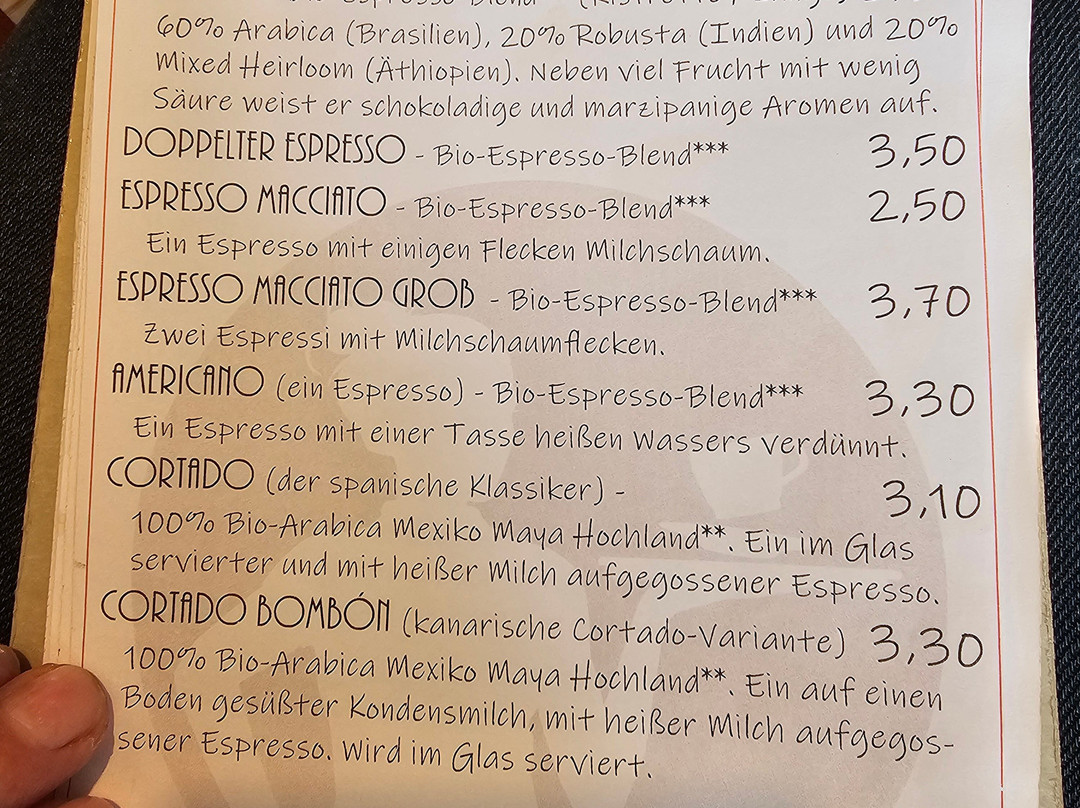 60% Arabica (Brasilien), 20% Robusta (Indien) und 20%
Mixed Heirloom (Äthiopien). Neben viel Frucht mit wenig
Säure weist er schokoladige und marzipanige Aromen auf.
DOPPELTER ESPRESSO - Bio-Espresso-Blend*** 3,50
ESPRESSO MACCIATO - Bio-Espresso-Blend*** 2,50
Ein Espresso mit einigen Flecken Milchschaum.
ESPRESSO MACCIATO GROß - Bio-Espresso-Blend*** 3,70
Zwei Espressi mit Milchschaumflecken.
AMERICANO (ein Espresso) - Bio-Espresso-Blend*** 3,30
Ein Espresso mit einer Tasse heißen Wassers verdünnt.
CORTADO (der spanische Klassiker) - 3,10
100% Bio-Arabica Mexiko Maya Hochland**. Ein im Glas
servierter und mit heißer Milch aufgegossener Espresso.
CORTADO BOMBÓN (kanarische Cortado-Variante) 3,30
100% Bio-Arabica Mexiko Maya Hochland**. Ein auf einen
Boden gesüßter Kondensmilch, mit heißer Milch aufgegos-
sener Espresso. Wird im Glas serviert.